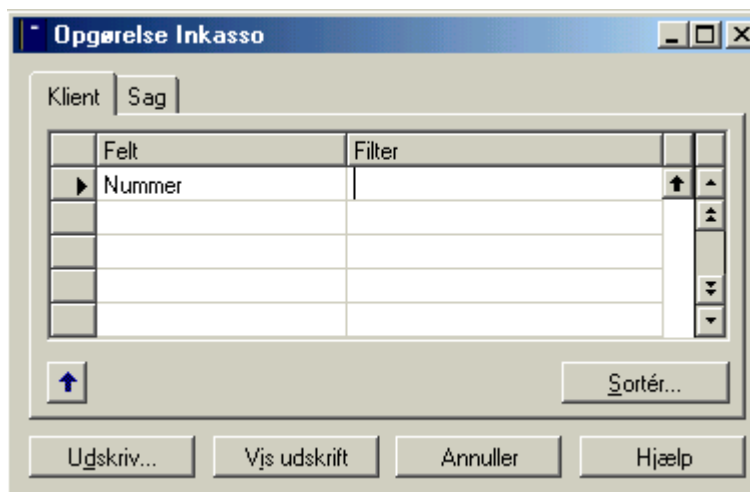 Opgørelse Inkasso
Klient Sag
Felt Filter
Nummer
Sortér...
Udskriv... Vis udskrift Annuller Hjælp